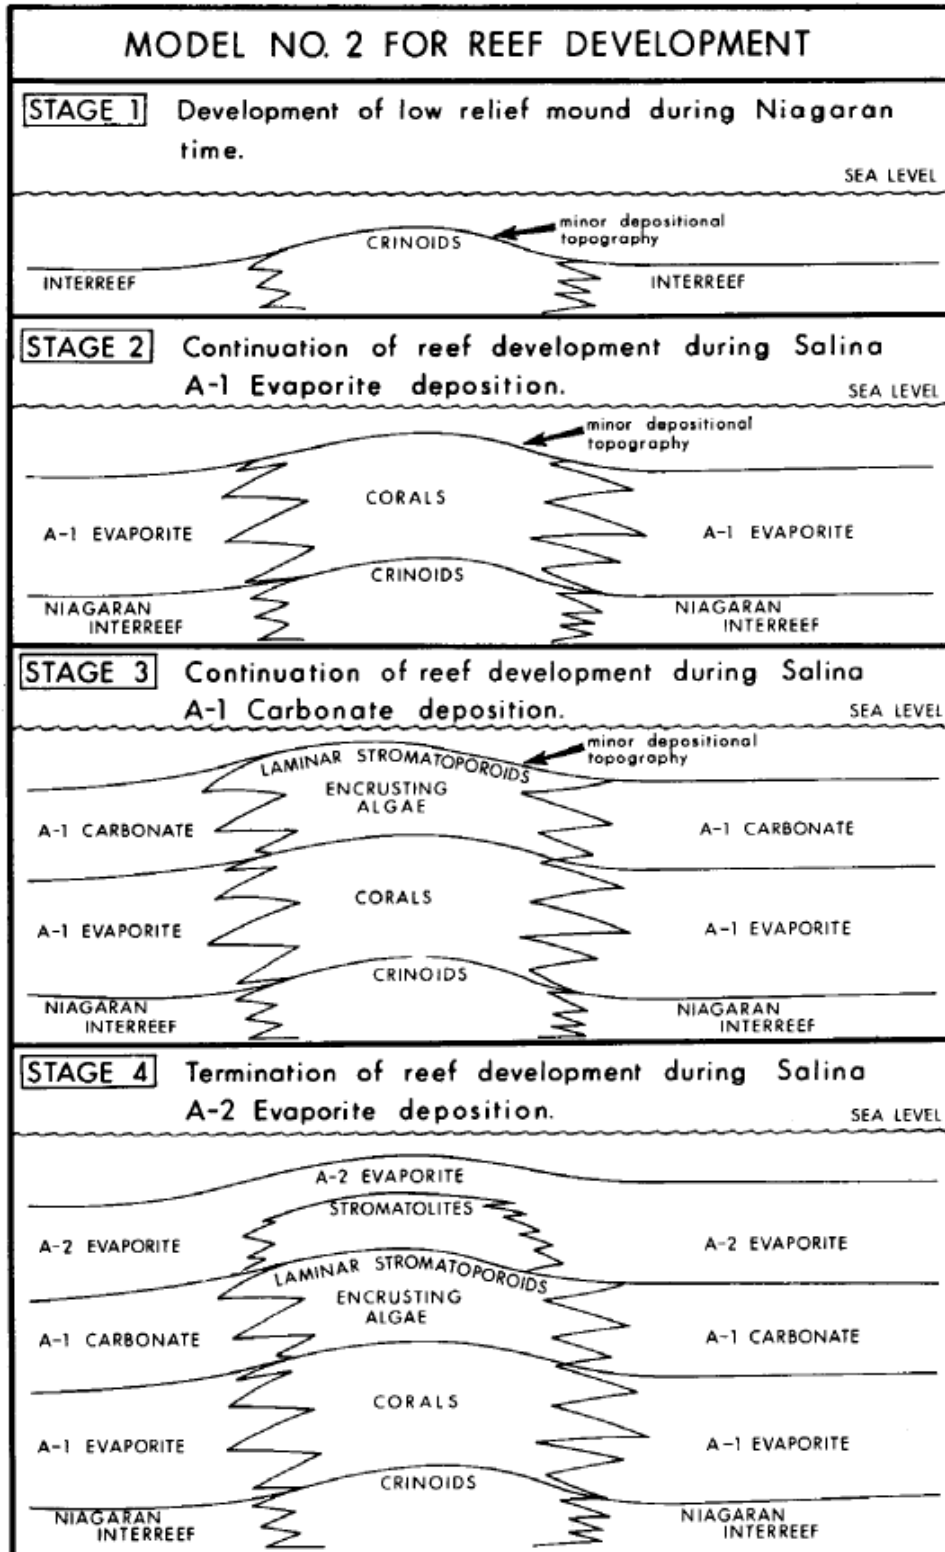 MODEL NO. 2 FOR REEF DEVELOPMENT
STAGE 1 Development of low relief mound during Niagaran
time.
SEA LEVEL
minor depositional
topography
CRINOIDS
INTERREEF
INTERREEF
STAGE 2 Continuation of reef development during Salina
A-1 Evaporite deposition.
SEA LEVEL
minor depositional
topography
CORALS
A-1 EVAPORITE
A-1 EVAPORITE
CRINOIDS
NIAGARAN
INTERREEF
NIAGARAN
INTERREEF
STAGE 3 Continuation of reef development during Salina
A-1 Carbonate deposition.
SEA LEVEL
minor depositional
topography
LAMINAR STROMATOPOROIDS
ENCRUSTING
ALGAE
A-1 CARBONATE
A-1 CARBONATE
CORALS
A-1 EVAPORITE
A-1 EVAPORITE
CRINOIDS
NIAGARAN
INTERREEF
NIAGARAN
INTERREEF
STAGE 4 Termination of reef development during Salina
A-2 Evaporite deposition.
SEA LEVEL
A-2 EVAPORITE
STROMATOLITES
A-2 EVAPORITE
A-2 EVAPORITE
LAMINAR STROMATOPOROIDS
ENCRUSTING
ALGAE
A-1 CARBONATE
A-1 CARBONATE
CORALS
A-1 EVAPORITE
A-1 EVAPORITE
CRINOIDS
NIAGARAN
INTERREEF
NIAGARAN
INTERREEF